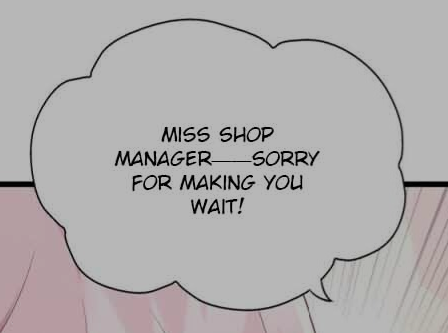 MISS SHOP
MANAGER——SORRY
FOR MAKING YOU
WAIT!